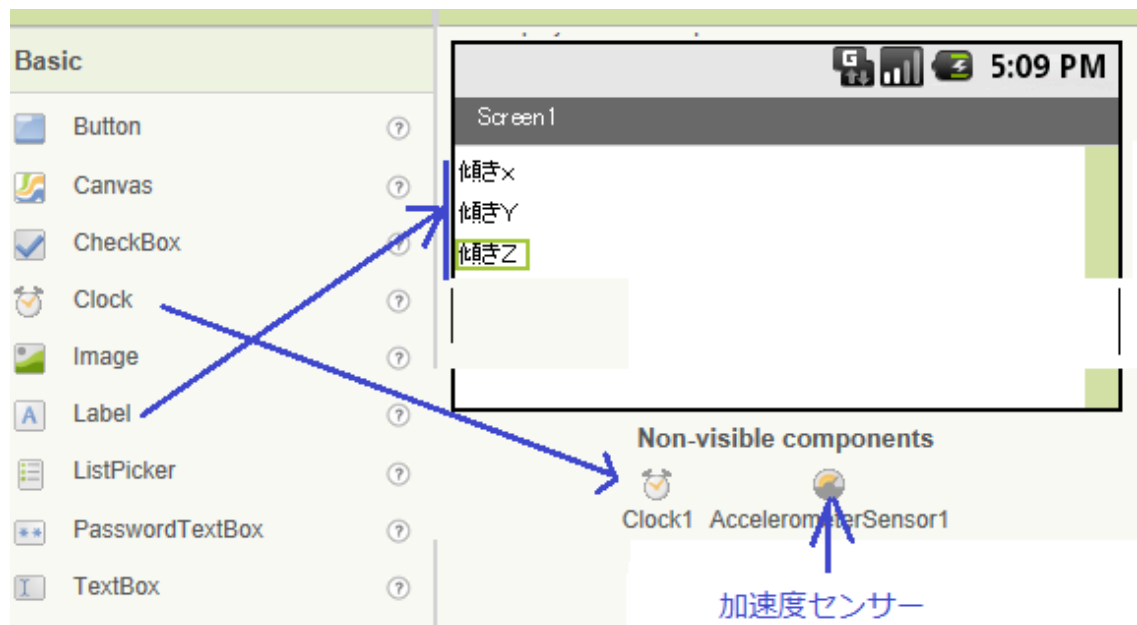 Basic
Button
Canvas
CheckBox
Clock
Image
Label
ListPicker
PasswordTextBox
TextBox
5:09 PM
Screen1
傾きx
傾きY
傾きZ
Non-visible components
Clock1
AccelerometerSensor1
加速度センサー